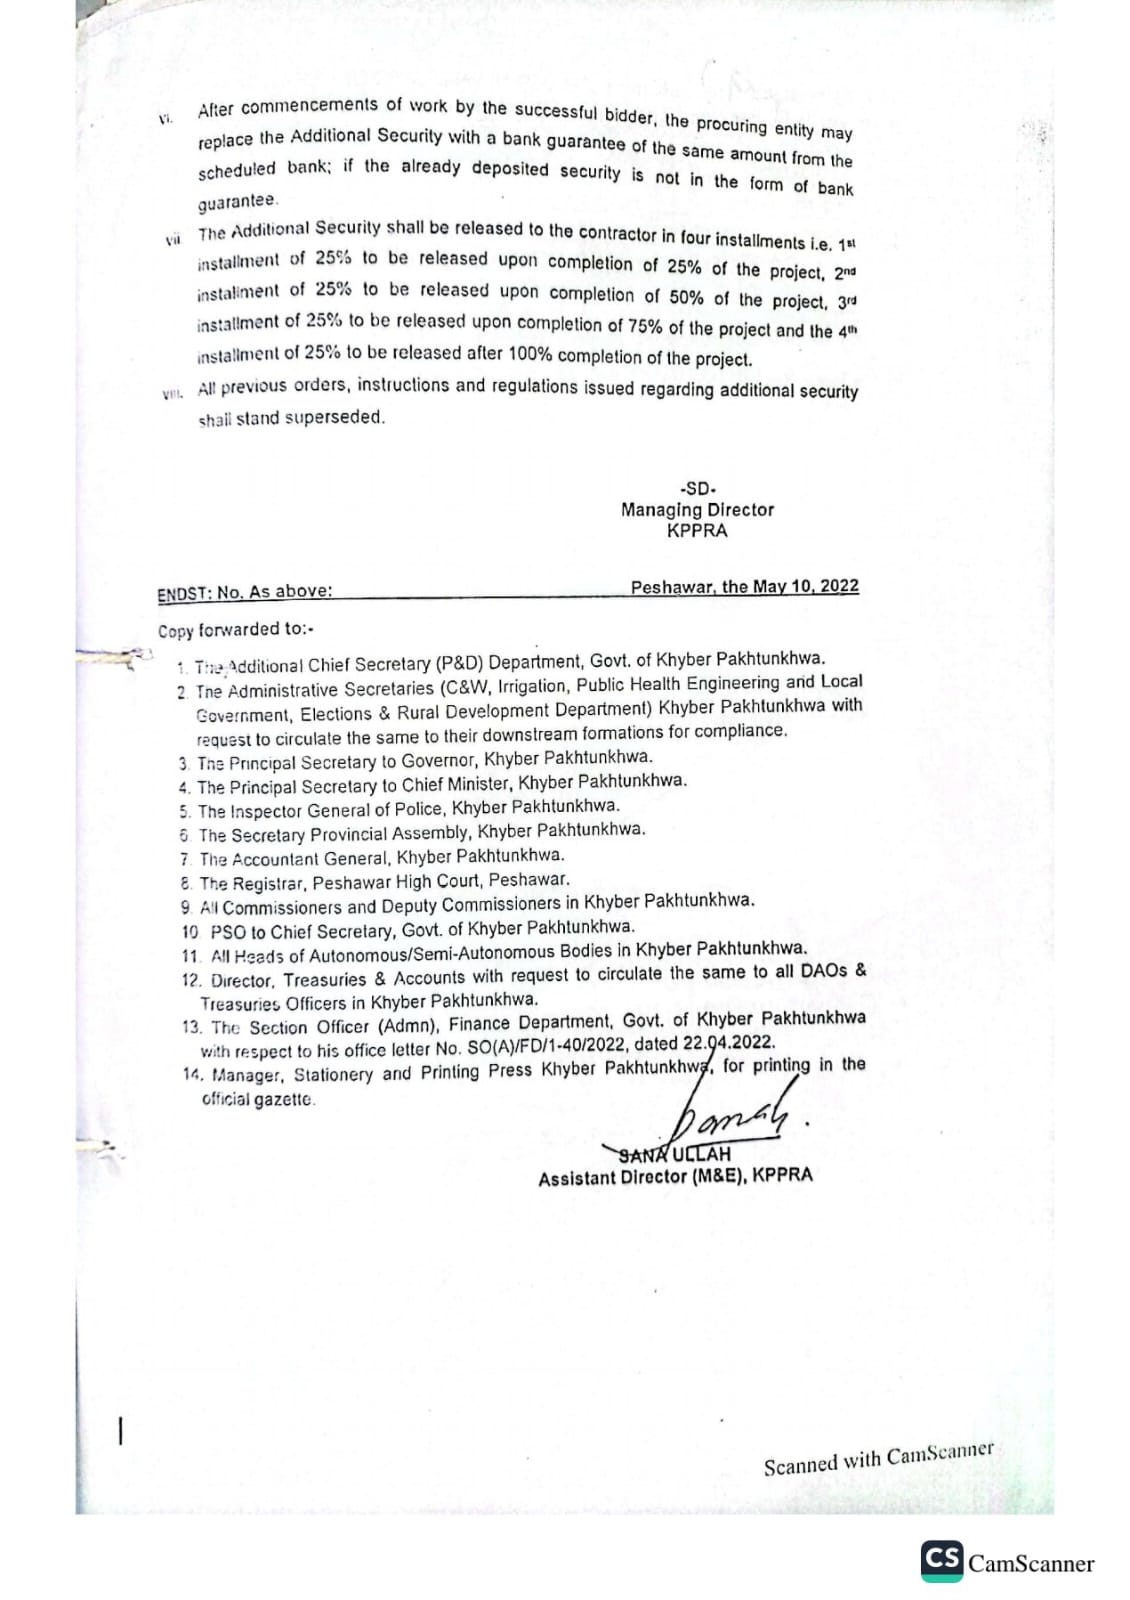 vi. After commencements of work by the successful bidder, the procuring entity may
replace the Additional Security with a bank guarantee of the same amount from the
scheduled bank; if the already deposited security is not in the form of bank
guarantee.
vii The Additional Security shall be released to the contractor in four installments i.e. 1st
installment of 25% to be released upon completion of 25% of the project, 2nd
installment of 25% to be released upon completion of 50% of the project, 3rd
installment of 25% to be released upon completion of 75% of the project and the 4th
installment of 25% to be released after 100% completion of the project.
viii. All previous orders, instructions and regulations issued regarding additional security
shall stand superseded.
-SD-
Managing Director
KPPRA
ENDST: No. As above: Peshawar, the May 10, 2022
Copy forwarded to:-
1. The Additional Chief Secretary (P&D) Department, Govt. of Khyber Pakhtunkhwa.
2. The Administrative Secretaries (C&W, Irrigation, Public Health Engineering and Local
Government, Elections & Rural Development Department) Khyber Pakhtunkhwa with
request to circulate the same to their downstream formations for compliance.
3. The Principal Secretary to Governor, Khyber Pakhtunkhwa.
4. The Principal Secretary to Chief Minister, Khyber Pakhtunkhwa.
5. The Inspector General of Police, Khyber Pakhtunkhwa.
6. The Secretary Provincial Assembly, Khyber Pakhtunkhwa.
7. The Accountant General, Khyber Pakhtunkhwa.
8. The Registrar, Peshawar High Court, Peshawar.
9. All Commissioners and Deputy Commissioners in Khyber Pakhtunkhwa.
10. PSO to Chief Secretary, Govt. of Khyber Pakhtunkhwa.
11. All Heads of Autonomous/Semi-Autonomous Bodies in Khyber Pakhtunkhwa.
12. Director, Treasuries & Accounts with request to circulate the same to all DAOs &
Treasuries Officers in Khyber Pakhtunkhwa.
13. The Section Officer (Admn), Finance Department, Govt. of Khyber Pakhtunkhwa
with respect to his office letter No. SO(A)/FD/1-40/2022, dated 22.04.2022.
14. Manager, Stationery and Printing Press Khyber Pakhtunkhwa, for printing in the
official gazette.
SANA ULLAH
Assistant Director (M&E), KPPRA
Scanned with CamScanner
CS CamScanner